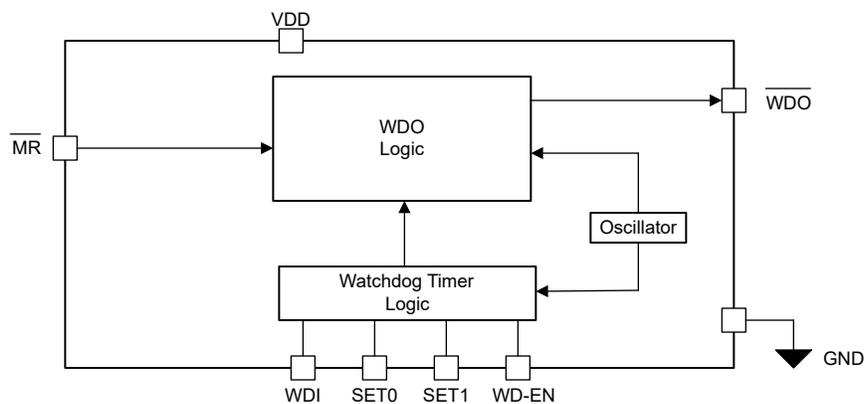 VDD
WDO
WDO
Logic
MR
Oscillator
Watchdog Timer
Logic
GND
WDI SET0 SET1 WD-EN